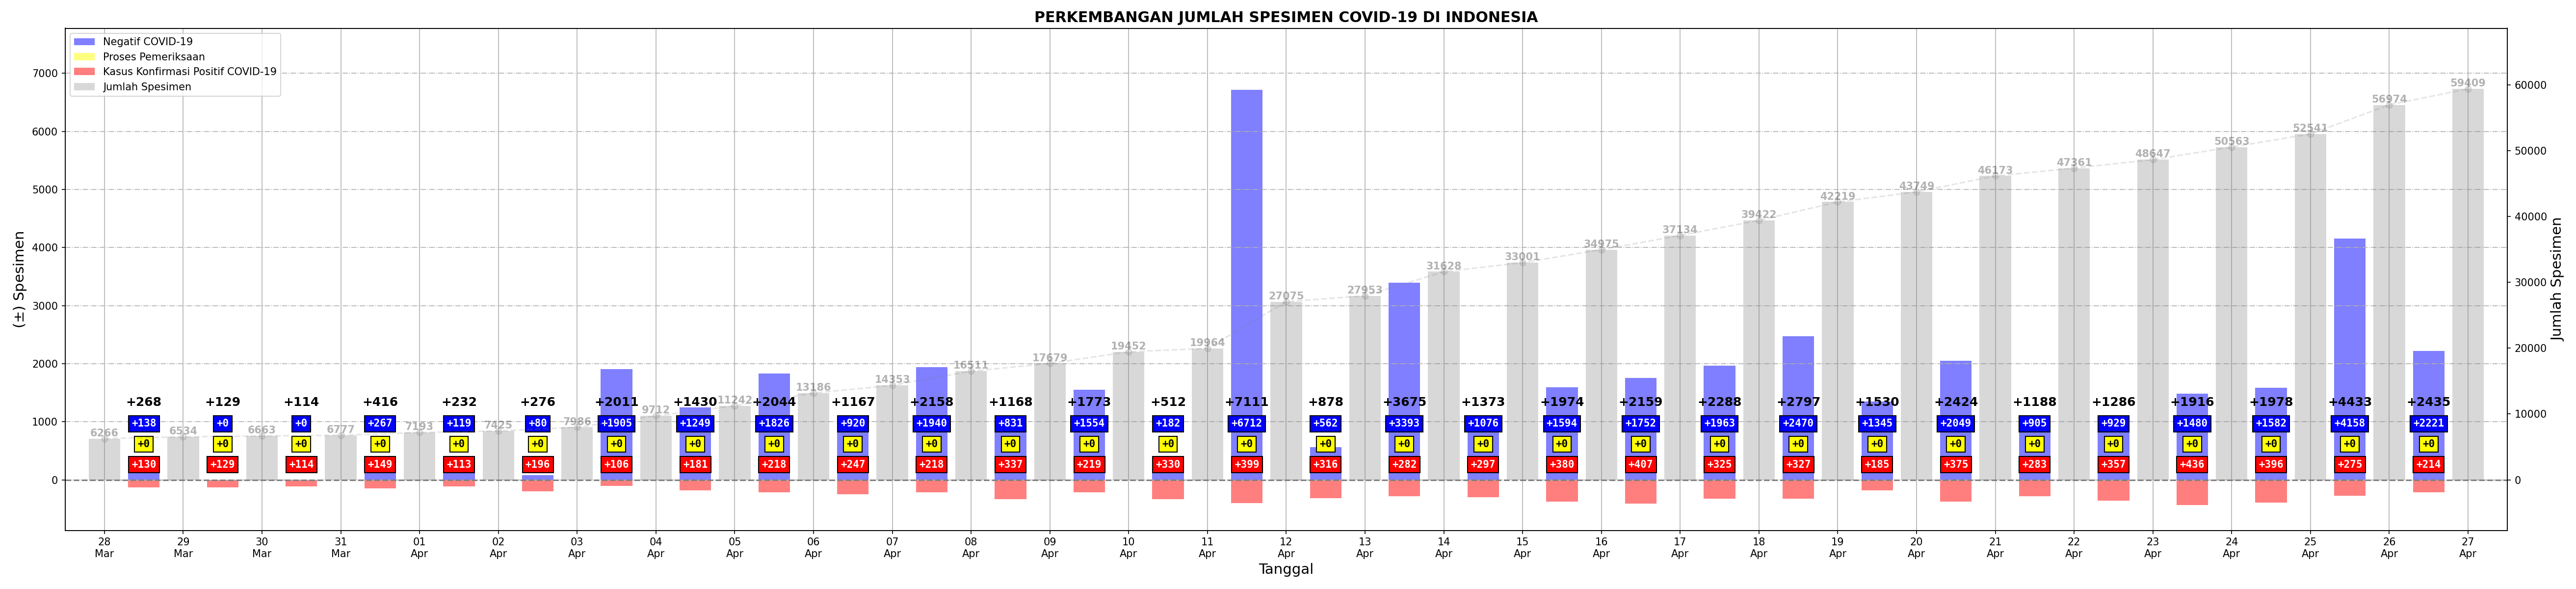 PERKEMBANGAN JUMLAH SPESIMEN COVID-19 DI INDONESIA
Negatif COVID-19
Proses Pemeriksaan
Kasus Konfirmasi Positif COVID-19
Jumlah Spesimen
(±) Spesimen
7000
6000
5000
4000
3000
2000
1000
0
60000
50000
40000
30000
20000
10000
0
Jumlah Spesimen
6266 6534 6663 6777 7193 7425 7986 9712 11242 13186 14353 16511 17679 19452 19964 27075 27953 31628 33001 34975 37134 39422 42219 43749 46173 47361 48647 50563 52541 56974 59409
+268 +129 +114 +416 +232 +276 +2011 +1430 +2044 +1167 +2158 +1168 +1773 +512 +7111 +878 +3675 +1373 +1974 +2159 +2288 +2797 +1530 +2424 +1188 +1286 +1916 +1978 +4433 +2435
+138 +0 +0 +267 +119 +80 +1905 +1249 +1826 +920 +1940 +831 +1554 +182 +6712 +562 +3393 +1076 +1594 +1752 +1963 +2470 +1345 +2049 +905 +929 +1480 +1582 +4158 +2221
+0 +0 +0 +0 +0 +0 +0 +0 +0 +0 +0 +0 +0 +0 +0 +0 +0 +0 +0 +0 +0 +0 +0 +0 +0 +0 +0 +0 +0 +0
+130 +129 +114 +149 +113 +196 +106 +181 +218 +247 +218 +337 +219 +330 +399 +316 +282 +297 +380 +407 +325 +327 +185 +375 +283 +357 +436 +396 +275 +214
28 29 30 31 01 02 03 04 05 06 07 08 09 10 11 12 13 14 15 16 17 18 19 20 21 22 23 24 25 26 27
Mar Mar Mar Mar Apr Apr Apr Apr Apr Apr Apr Apr Apr Apr Apr Apr Apr Apr Apr Apr Apr Apr Apr Apr Apr Apr Apr Apr Apr Apr Apr
Tanggal